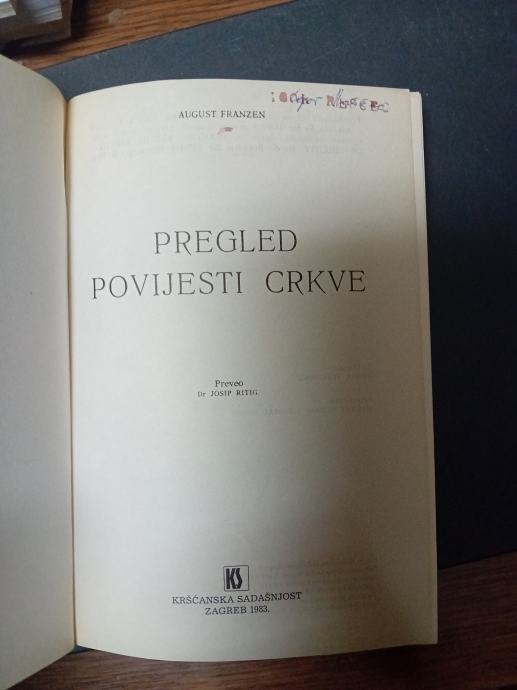 AUGUST FRANZEN
PREGLED
POVIJESTI CRKVE
Preveo
Dr JOSIP RITIG
KS
KRŠĆANSKA SADAŠNJOST
ZAGREB 1983.